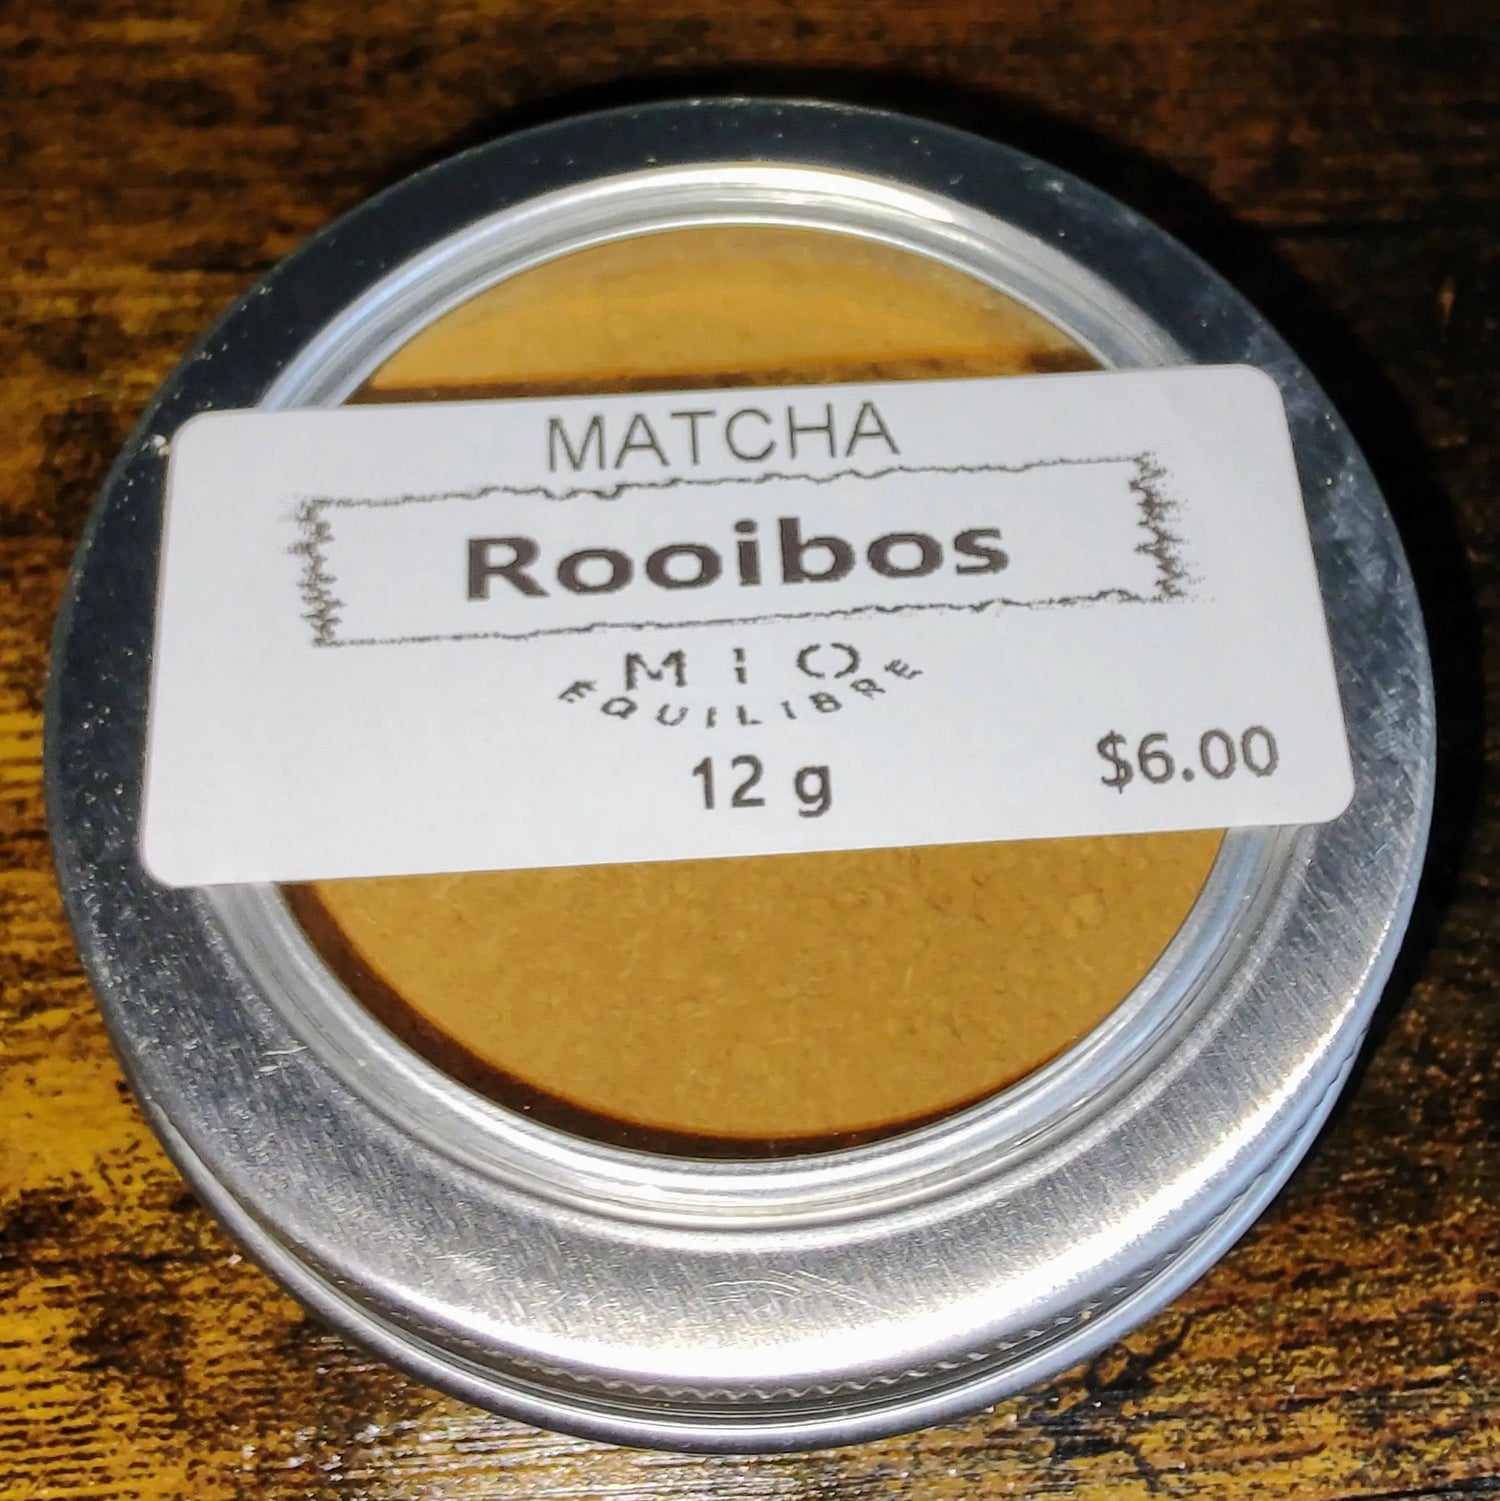 MATCHA
Rooibos
MIO
EQUILIBRE
12 g
$6.00